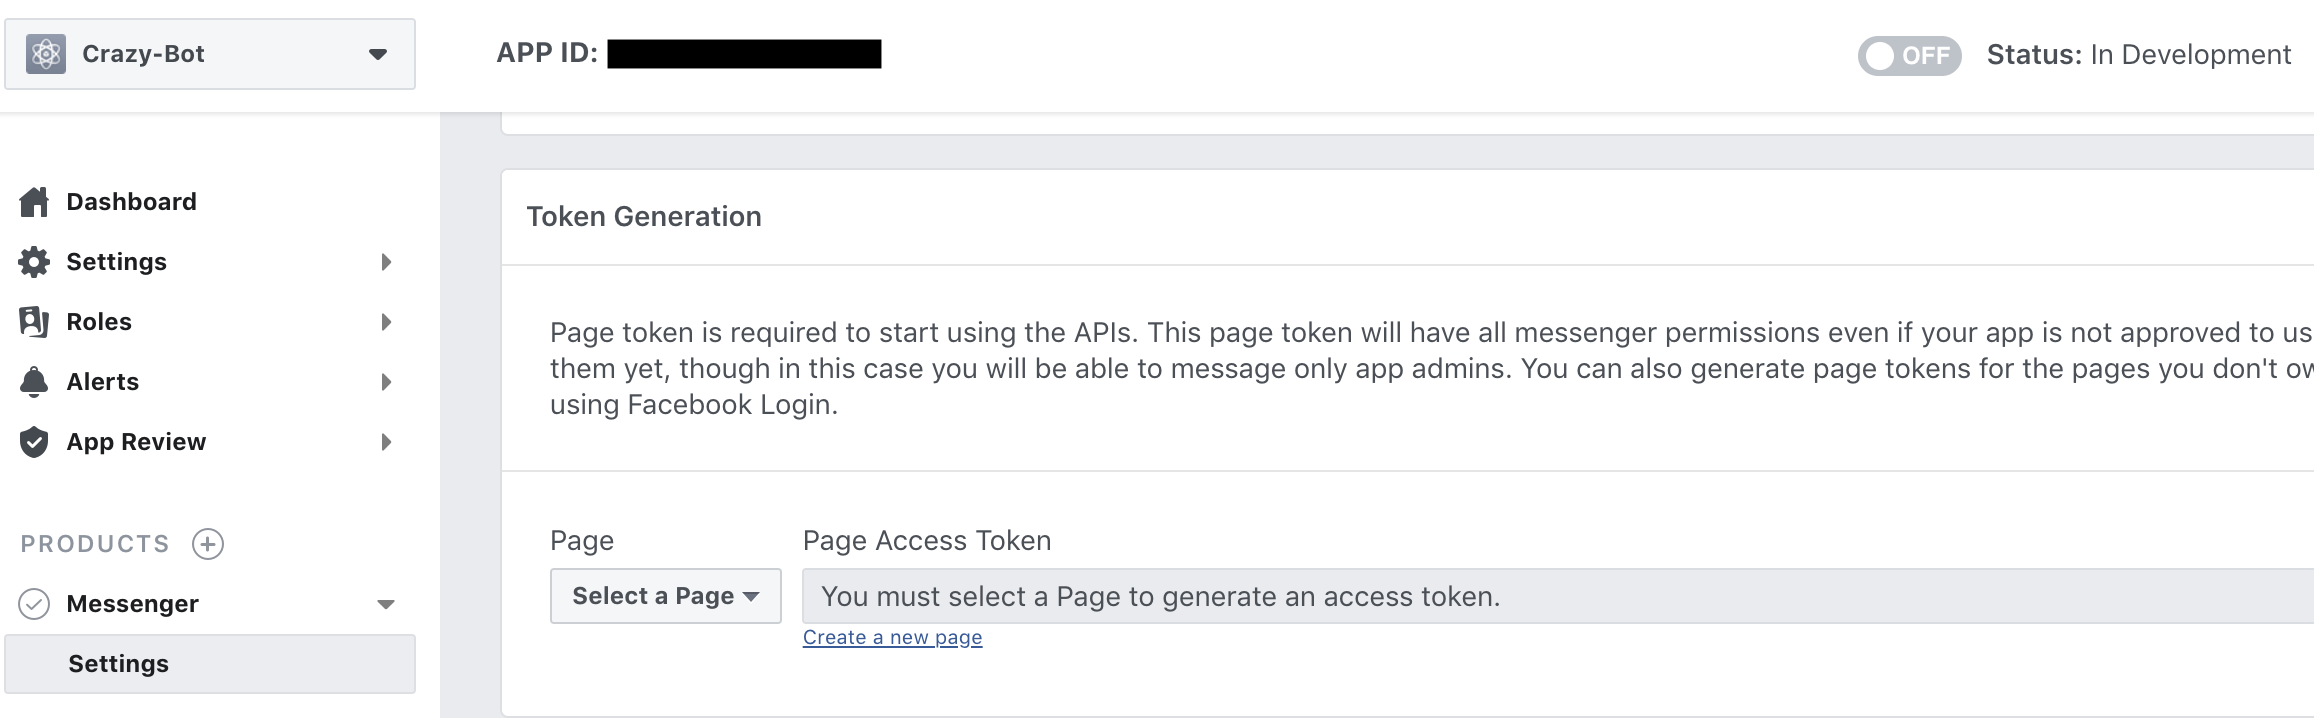 Crazy-Bot
APP ID:
OFF
Status: In Development
Dashboard
Settings
Roles
Alerts
App Review
PRODUCTS
Messenger
Settings
Token Generation
Page token is required to start using the APIs. This page token will have all messenger permissions even if your app is not approved to us
them yet, though in this case you will be able to message only app admins. You can also generate page tokens for the pages you don't ow
using Facebook Login.
Page
Page Access Token
Select a Page
You must select a Page to generate an access token.
Create a new page